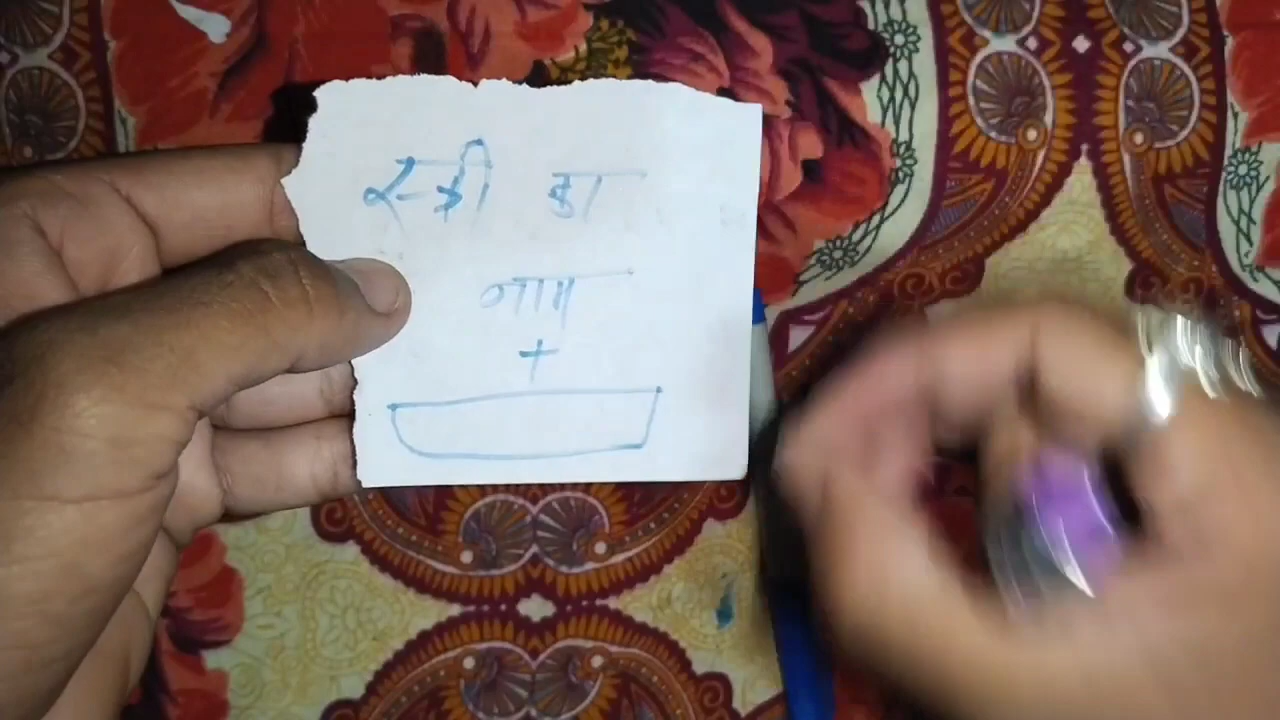 स्त्री का
नाम
+